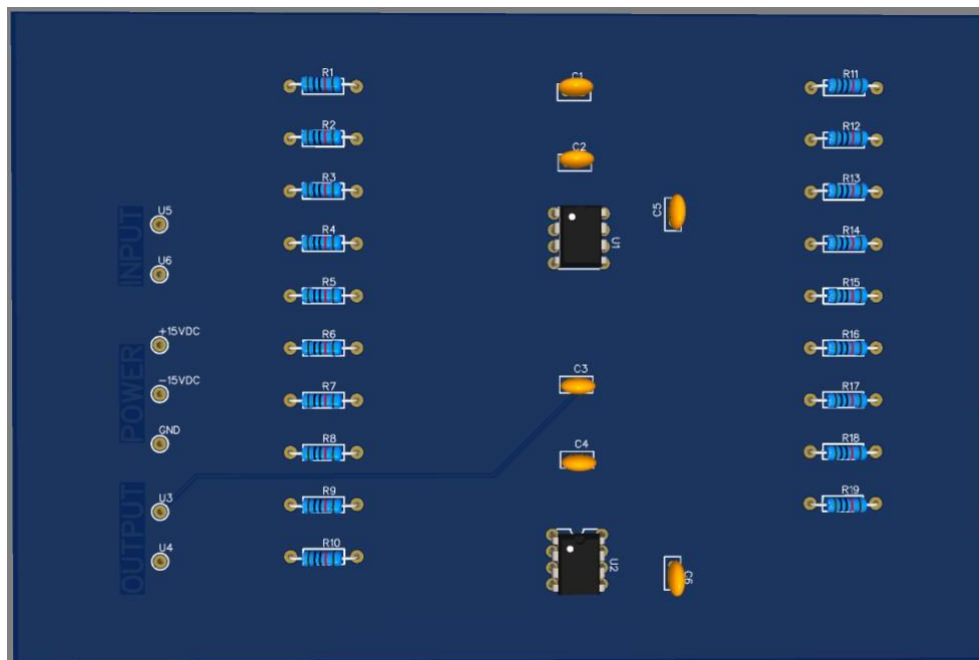 R1
R2
R3
R4
R5
R6
R7
R8
R9
R10
C1
C2
C5
U1
C3
C4
U2
C6
R11
R12
R13
R14
R15
R16
R17
R18
R19
INPUT
U5
U6
POWER
+15VDC
-15VDC
GND
OUTPUT
U3
U4